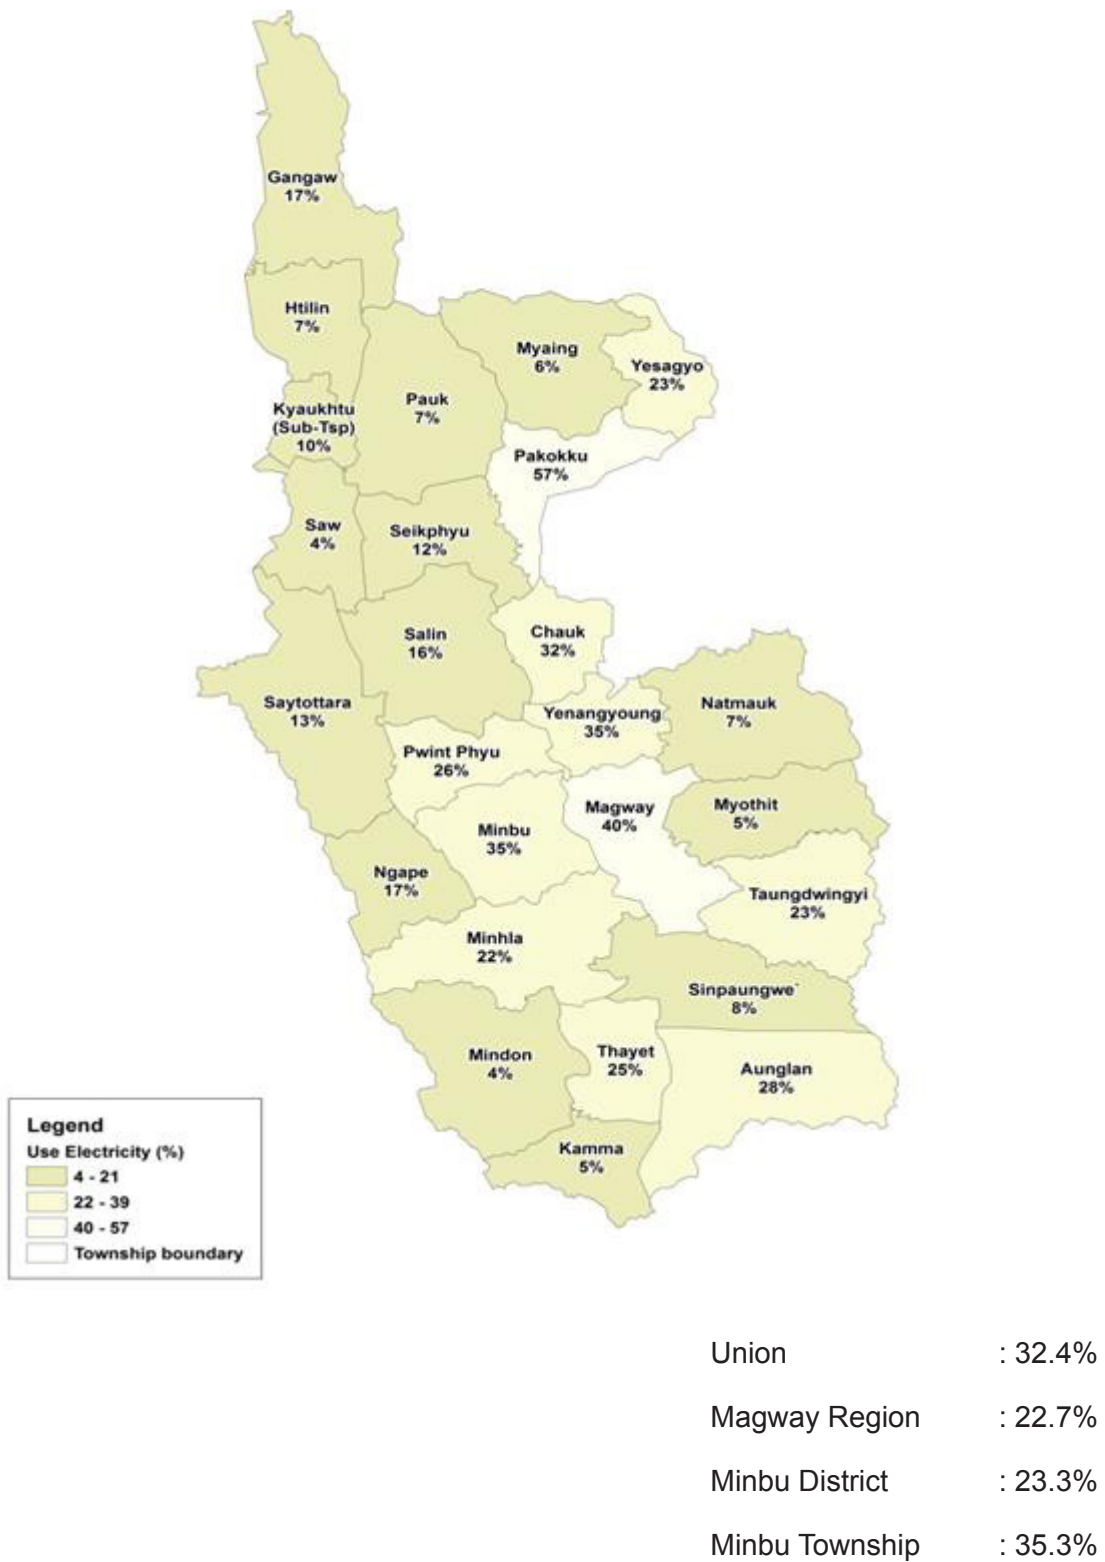 Gangaw
17%
Htilin
7%
Myaing
6%
Yesagyo
23%
Kyaukhtu
(Sub-Tsp)
10%
Pauk
7%
Pakokku
57%
Saw
4%
Seikphyu
12%
Salin
16%
Chauk
32%
Saytottara
13%
Natmauk
7%
Yenangyoung
35%
Pwint Phyu
26%
Magway
40%
Myothit
5%
Minbu
35%
Ngape
17%
Taungdwingyi
23%
Minhla
22%
Sinpaungwe`
8%
Mindon
4%
Thayet
25%
Aunglan
28%
Kamma
5%
Legend
Use Electricity (%)
4 - 21
22 - 39
40 - 57
Township boundary
Union : 32.4%
Magway Region : 22.7%
Minbu District : 23.3%
Minbu Township : 35.3%